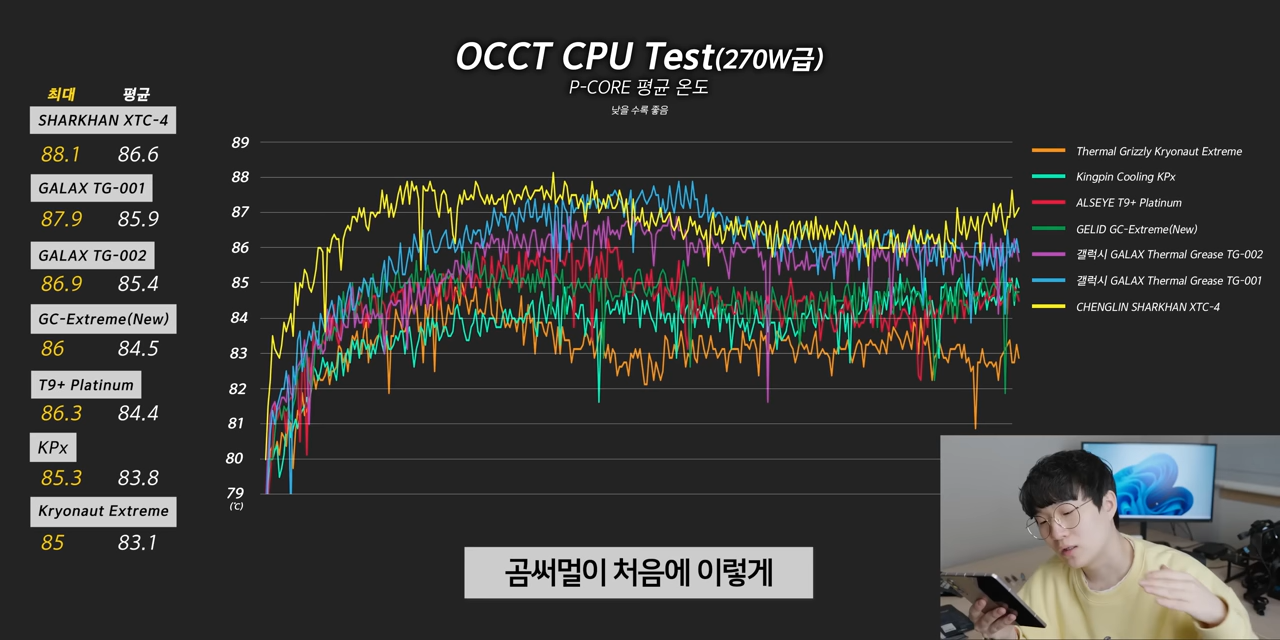 OCCT CPU Test(270W급)
P-CORE 평균 온도
낮을 수록 좋음
최대 평균
SHARKHAN XTC-4
88.1 86.6
GALAX TG-001
87.9 85.9
GALAX TG-002
86.9 85.4
GC-Extreme(New)
86 84.5
T9+ Platinum
86.3 84.4
KPx
85.3 83.8
Kryonaut Extreme
85 83.1
89
88
87
86
85
84
83
82
81
80
79
(℃)
Thermal Grizzly Kryonaut Extreme
Kingpin Cooling KPx
ALSEYE T9+ Platinum
GELID GC-Extreme(New)
갤럭시 GALAX Thermal Grease TG-002
갤럭시 GALAX Thermal Grease TG-001
CHENGLIN SHARKHAN XTC-4
곰써멀이 처음에 이렇게